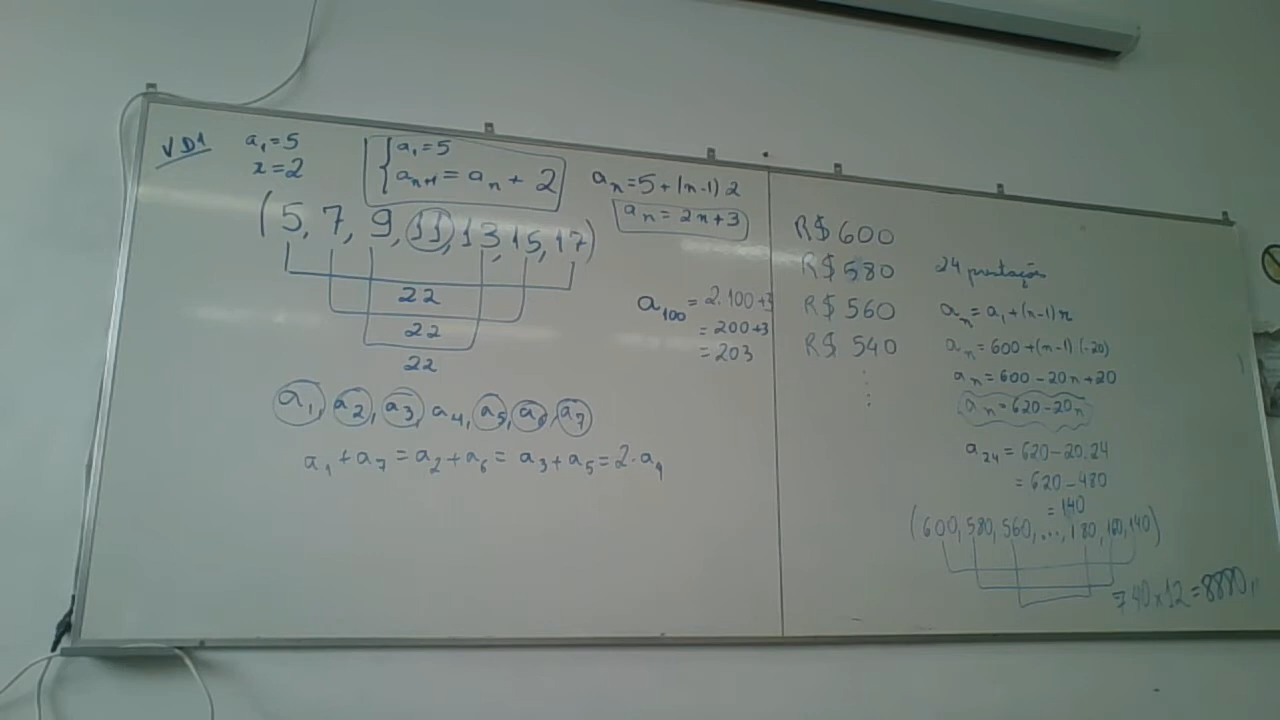 VD1
a₁=5
r=2
{a₁=5
aₙ₊₁=aₙ+2
(5, 7, 9, 11, 13, 15, 17)
22
22
22
aₙ=5+(n-1)2
aₙ=2n+3
a₁₀₀=2.100+3
=200+3
=203
a₁, a₂, a₃, a₄, a₅, a₆, a₇
a₁+a₇=a₂+a₆=a₃+a₅=2.a₄
R$ 600
R$ 580
R$ 560
R$ 540
⋮
24 prestações
aₙ=a₁+(n-1)r
aₙ=600+(n-1).(-20)
aₙ=600-20n+20
aₙ=620-20n
a₂₄=620-20.24
=620-480
=140
(600, 580, 560, ..., 180, 160, 140)
740x12=8880,